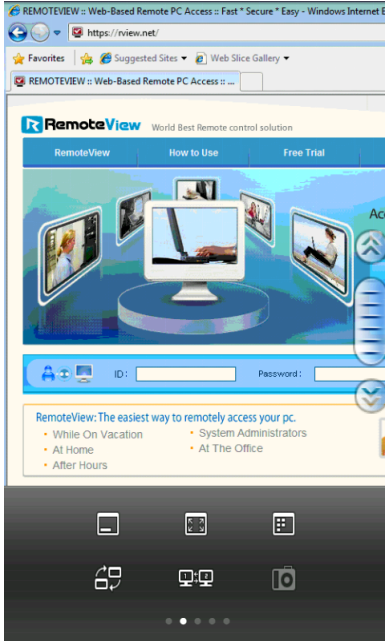 REMOTEVIEW :: Web-Based Remote PC Access :: Fast * Secure * Easy - Windows Internet E
https://rview.net/
Favorites Suggested Sites Web Slice Gallery
REMOTEVIEW :: Web-Based Remote PC Access :: ...
RemoteView World Best Remote control solution
RemoteView How to Use Free Trial
Ac
ID : Password :
RemoteView: The easiest way to remotely access your pc.
• While On Vacation • System Administrators
• At Home • At The Office
• After Hours
1 2